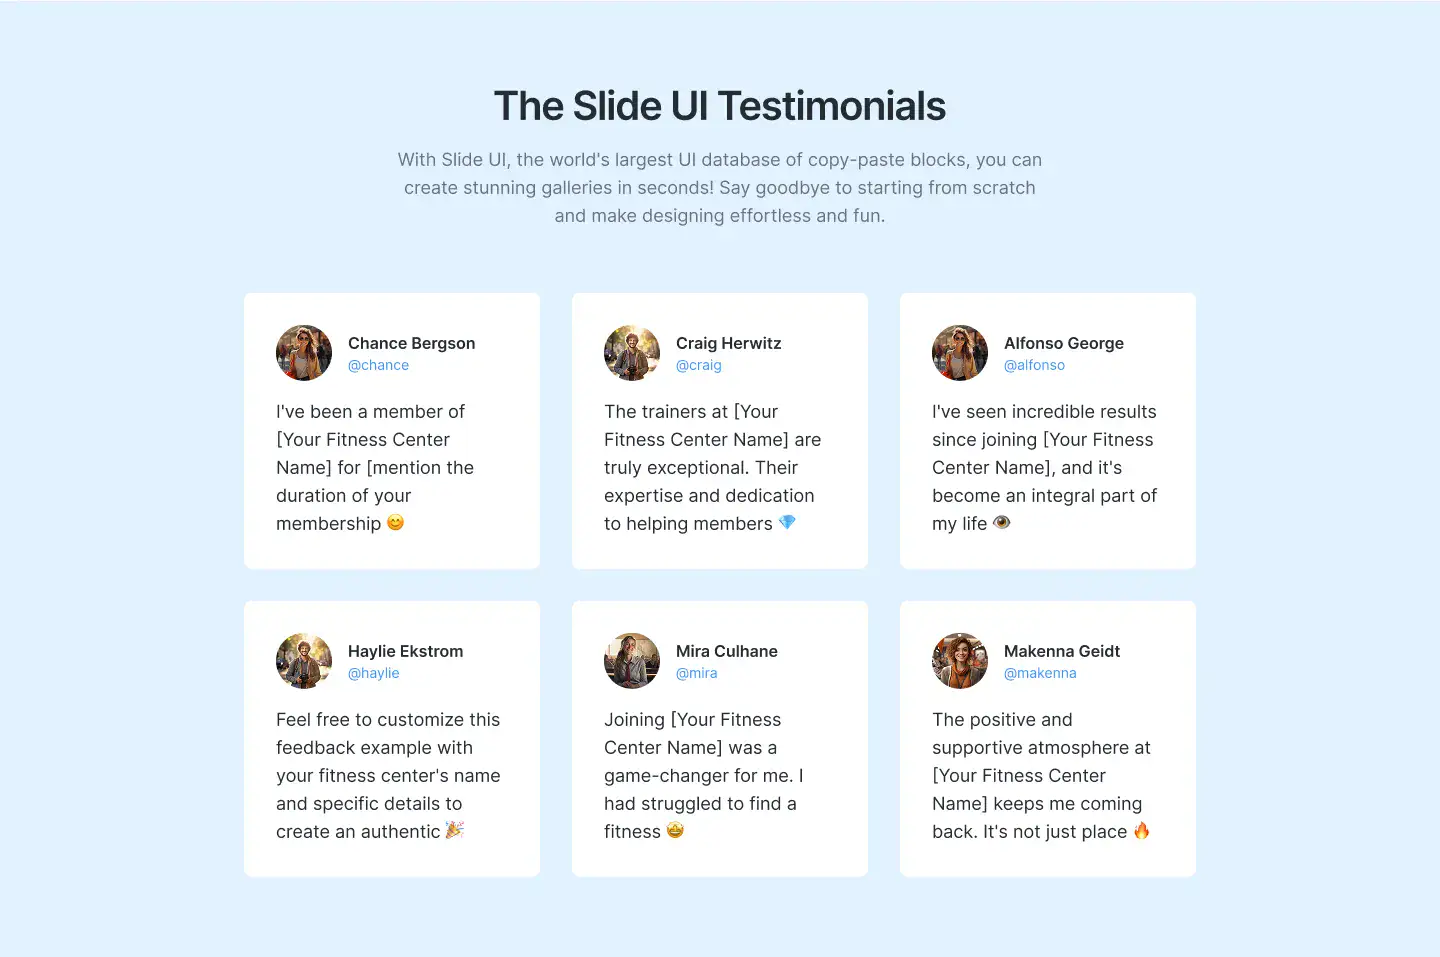 The Slide UI Testimonials
With Slide UI, the world's largest UI database of copy-paste blocks, you can
create stunning galleries in seconds! Say goodbye to starting from scratch
and make designing effortless and fun.
Chance Bergson
@chance
I've been a member of
[Your Fitness Center
Name] for [mention the
duration of your
membership 😊
Craig Herwitz
@craig
The trainers at [Your
Fitness Center Name] are
truly exceptional. Their
expertise and dedication
to helping members 💎
Alfonso George
@alfonso
I've seen incredible results
since joining [Your Fitness
Center Name], and it's
become an integral part of
my life 👁️
Haylie Ekstrom
@haylie
Feel free to customize this
feedback example with
your fitness center's name
and specific details to
create an authentic 🎉
Mira Culhane
@mira
Joining [Your Fitness
Center Name] was a
game-changer for me. I
had struggled to find a
fitness 🤩
Makenna Geidt
@makenna
The positive and
supportive atmosphere at
[Your Fitness Center
Name] keeps me coming
back. It's not just place 🔥